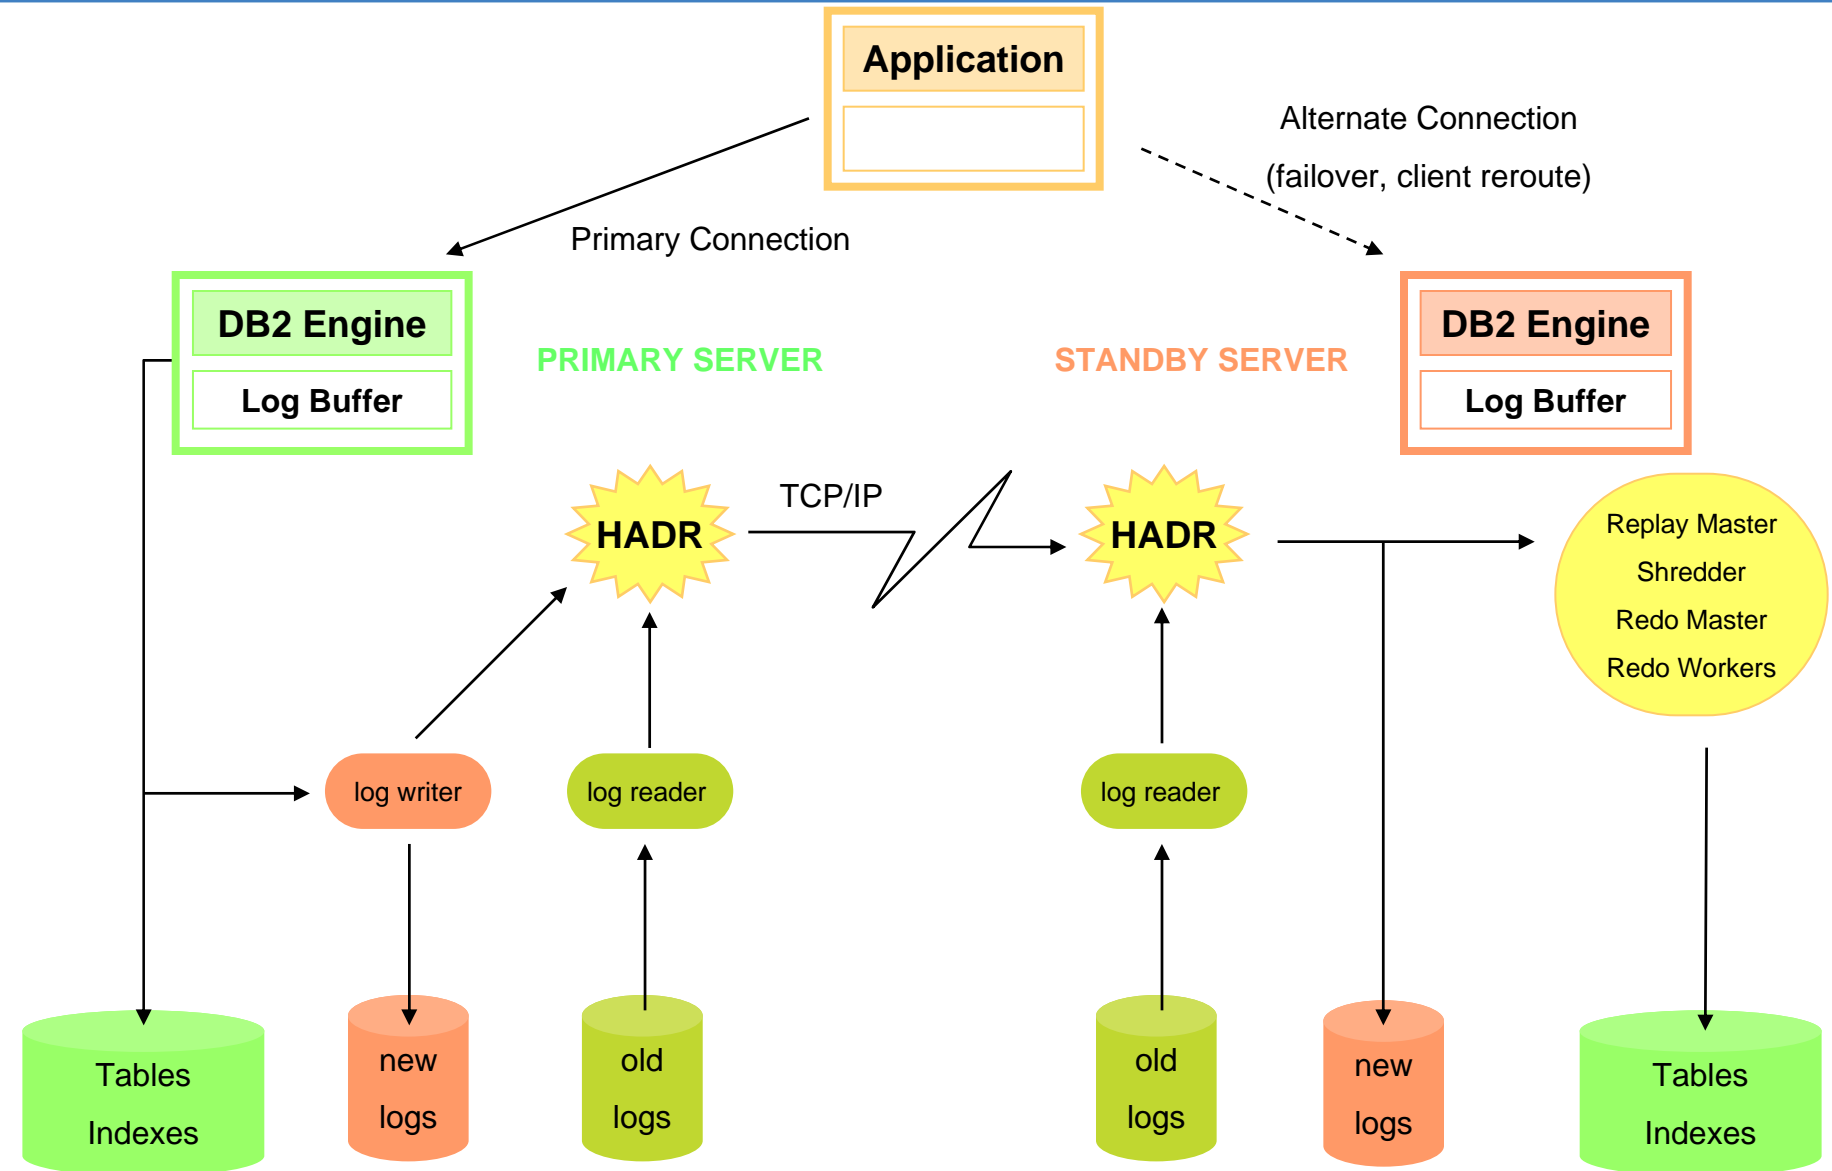 Application
Alternate Connection
(failover, client reroute)
Primary Connection
DB2 Engine
Log Buffer
PRIMARY SERVER
STANDBY SERVER
DB2 Engine
Log Buffer
HADR
TCP/IP
HADR
Replay Master
Shredder
Redo Master
Redo Workers
log writer
log reader
log reader
Tables
Indexes
new
logs
old
logs
old
logs
new
logs
Tables
Indexes